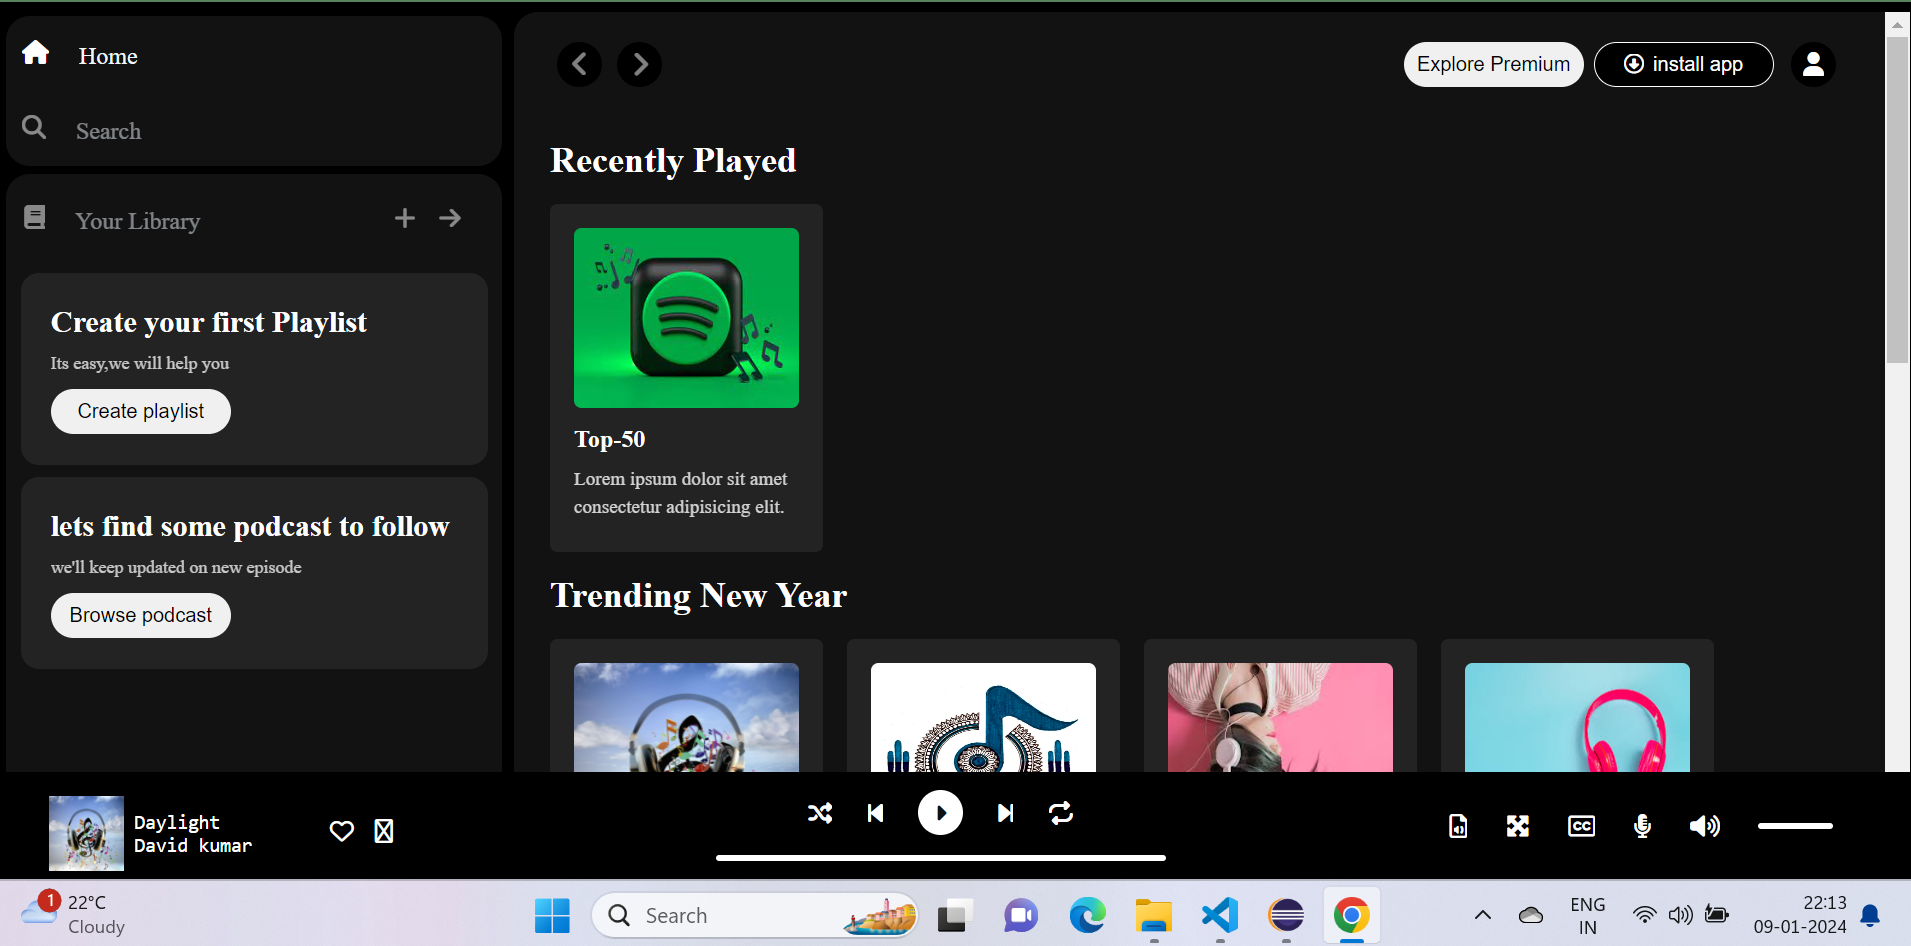 Home
Search
Your Library
Create your first Playlist
Its easy,we will help you
Create playlist
lets find some podcast to follow
we'll keep updated on new episode
Browse podcast
Explore Premium
install app
Recently Played
Top-50
Lorem ipsum dolor sit amet
consectetur adipisicing elit.
Trending New Year
Daylight
David kumar
CC
1
22°C
Cloudy
Search
ENG
IN
22:13
09-01-2024